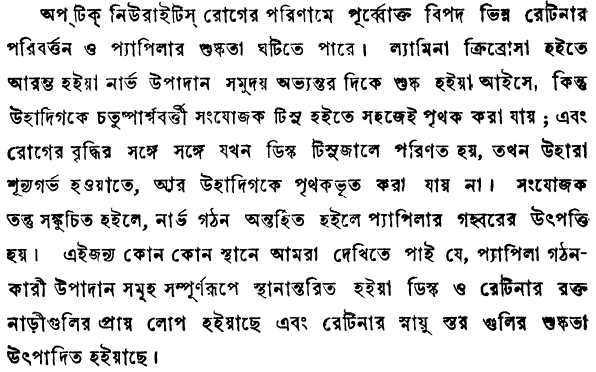 অপ্‌টিক্ নিউরাইটিস্ রোগের পরিণামে পূর্ব্বোক্ত বিপদ ভিন্ন রেটিনার
পরিবর্ত্তন ও প্যাপিলার শুষ্কতা ঘটিতে পারে। ল্যামিনা ক্রিব্রোসা হইতে
আরম্ভ হইয়া নার্ভ উপাদান সমুদয় অভ্যন্তর দিকে শুষ্ক হইয়া আইসে, কিন্তু
উহাদিগকে চতুষ্পার্শ্ববর্ত্তী সংযোজক টিসু হইতে সহজেই পৃথক করা যায়; এবং
রোগের বৃদ্ধির সঙ্গে সঙ্গে যখন ডিস্ক টিসুজালে পরিণত হয়, তখন উহারা
শূন্যগর্ভ হওয়াতে, আর উহাদিগকে পৃথকভূত করা যায় না। সংযোজক
তন্তু সঙ্কুচিত হইলে, নার্ভ গঠন অন্তর্হিত হইলে প্যাপিলার গহ্বরের উৎপত্তি
হয়। এইজন্য কোন কোন স্থানে আমরা দেখিতে পাই যে, প্যাপিলা গঠন-
কারী উপাদান সমূহ সম্পূর্ণরূপে স্থানান্তরিত হইয়া ডিস্ক ও রেটিনার রক্ত
নাড়ীগুলির প্রায় লোপ হইয়াছে এবং রেটিনার স্নায়ু স্তর গুলির শুষ্কতা
উৎপাদিত হইয়াছে।